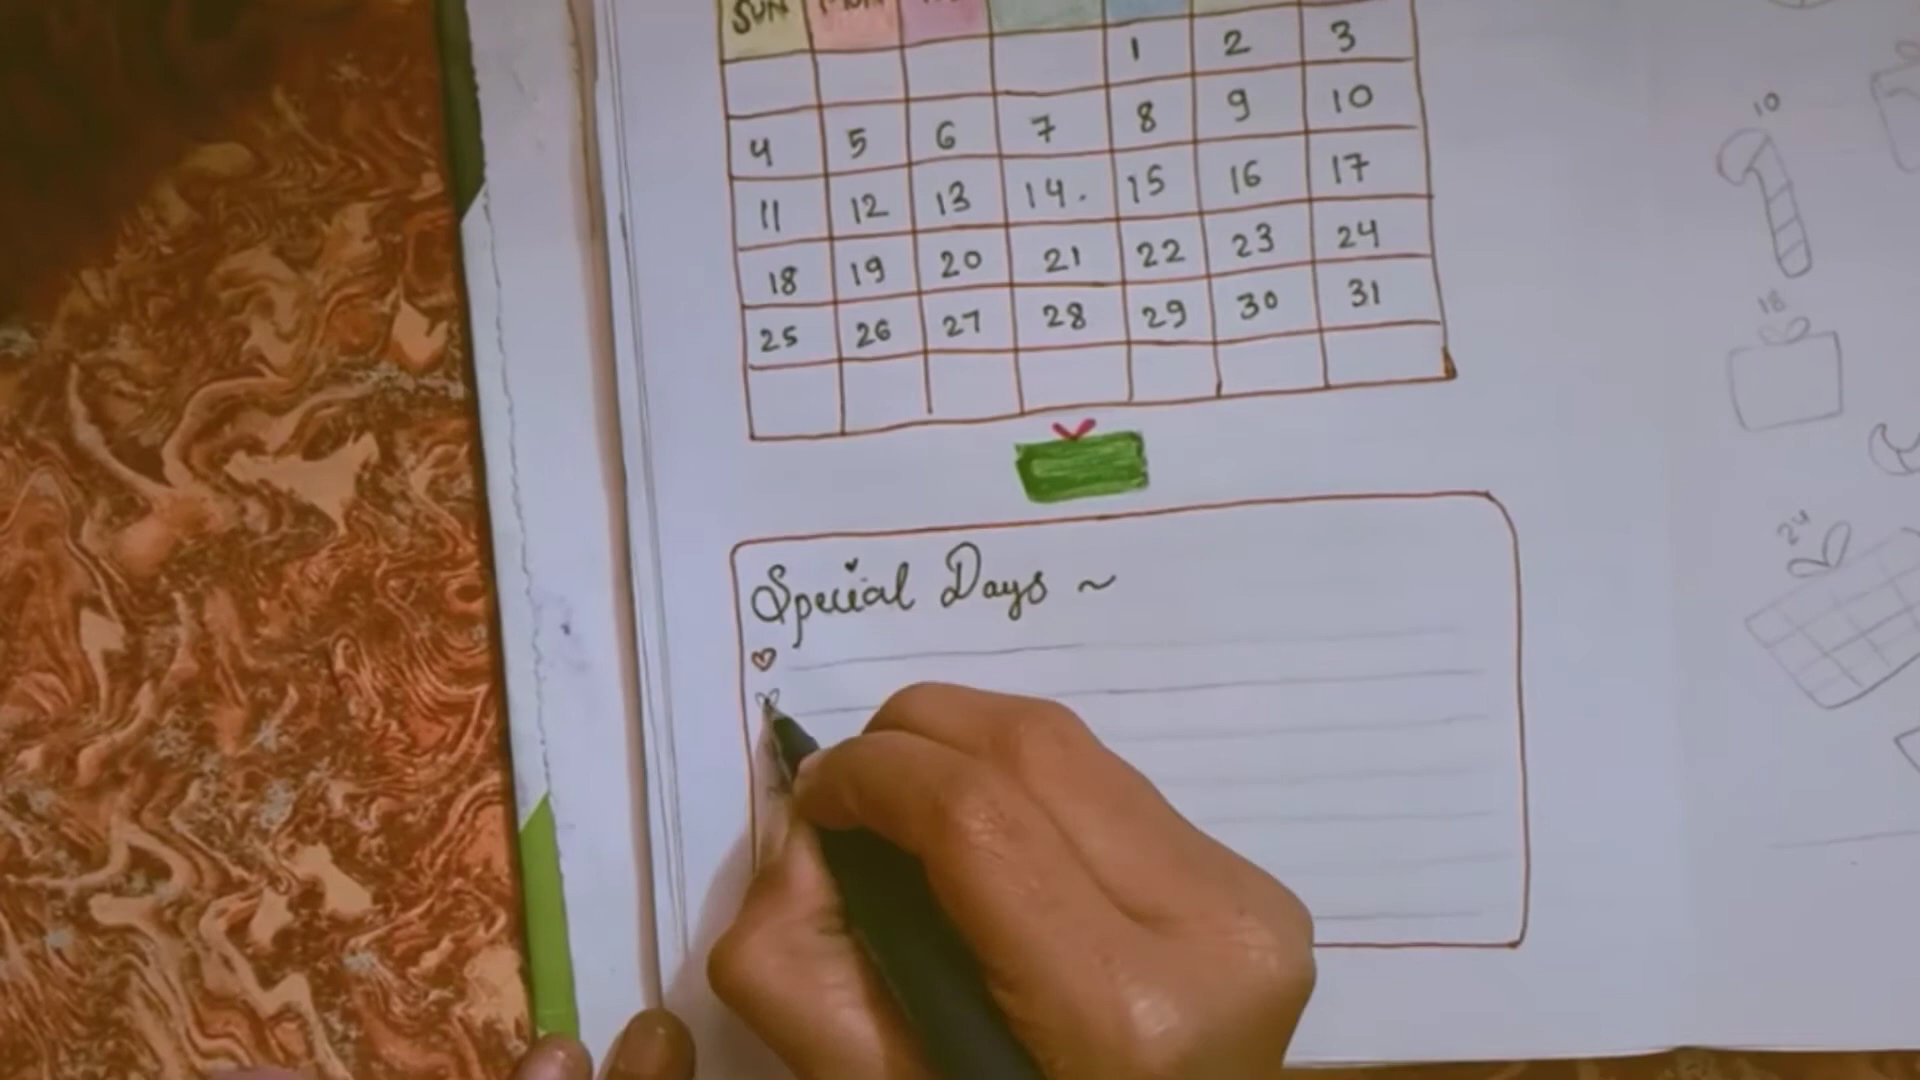 SUN MON
1 2 3
4 5 6 7 8 9 10
11 12 13 14. 15 16 17
18 19 20 21 22 23 24
25 26 27 28 29 30 31
Special Days ~
10
18
24